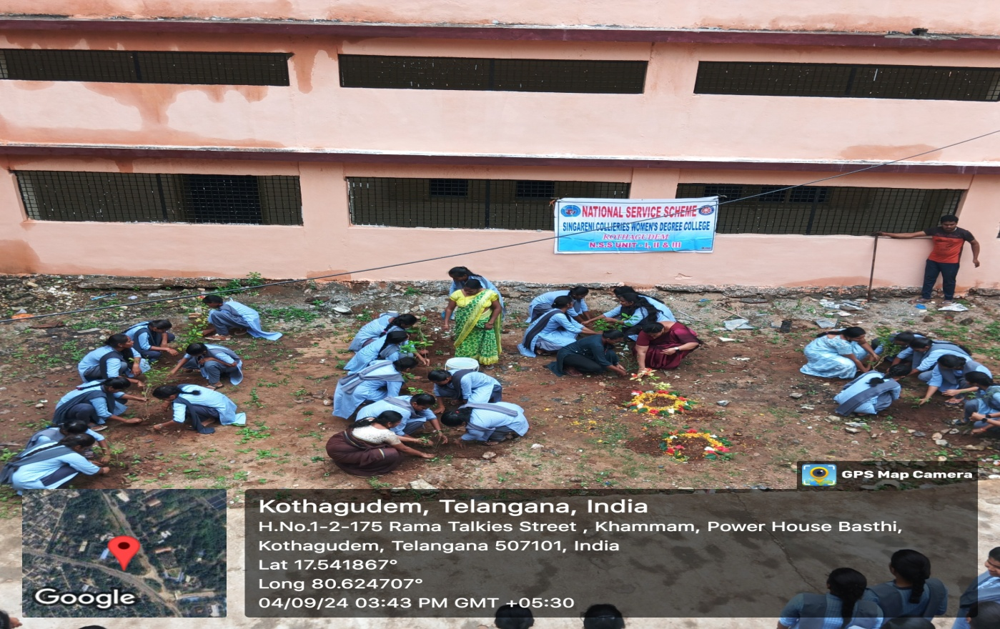 NATIONAL SERVICE SCHEME
SINGARENI COLLIERIES WOMEN'S DEGREE COLLEGE
KOTHAGUDEM
N.S.S UNIT - I, II & III
GPS Map Camera
Kothagudem, Telangana, India
H.No.1-2-175 Rama Talkies Street , Khammam, Power House Basthi,
Kothagudem, Telangana 507101, India
Lat 17.541867°
Long 80.624707°
04/09/24 03:43 PM GMT +05:30
Google